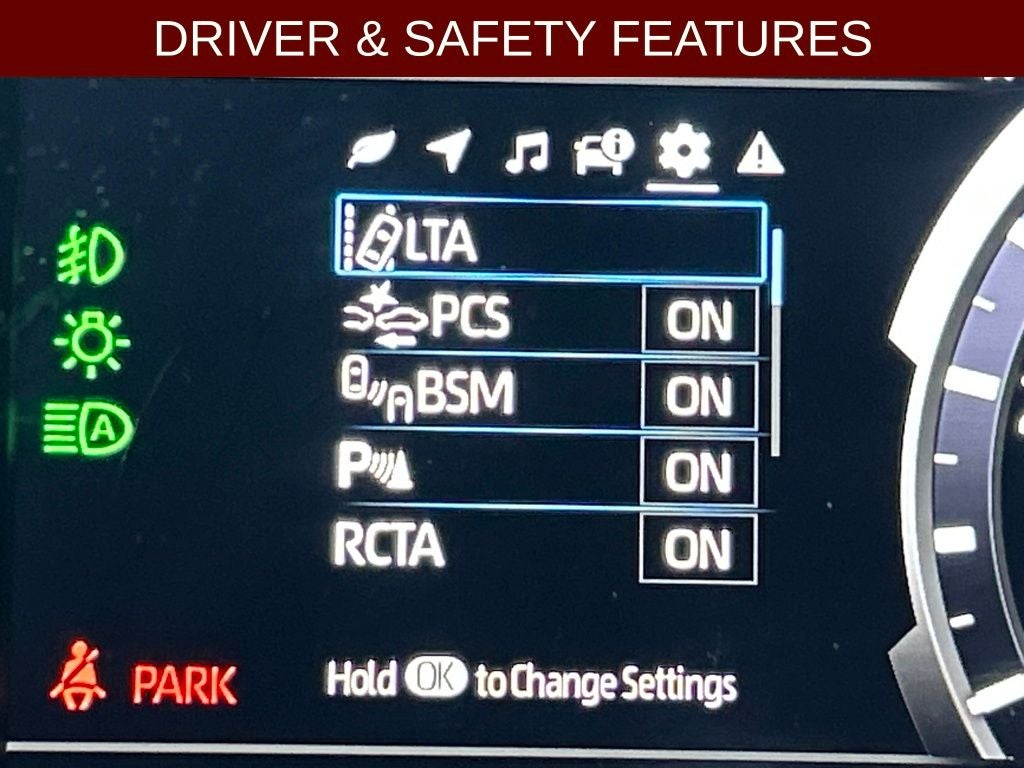 DRIVER & SAFETY FEATURES
LTA
PCS ON
BSM ON
P ON
RCTA ON
A
PARK
Hold OK to Change Settings